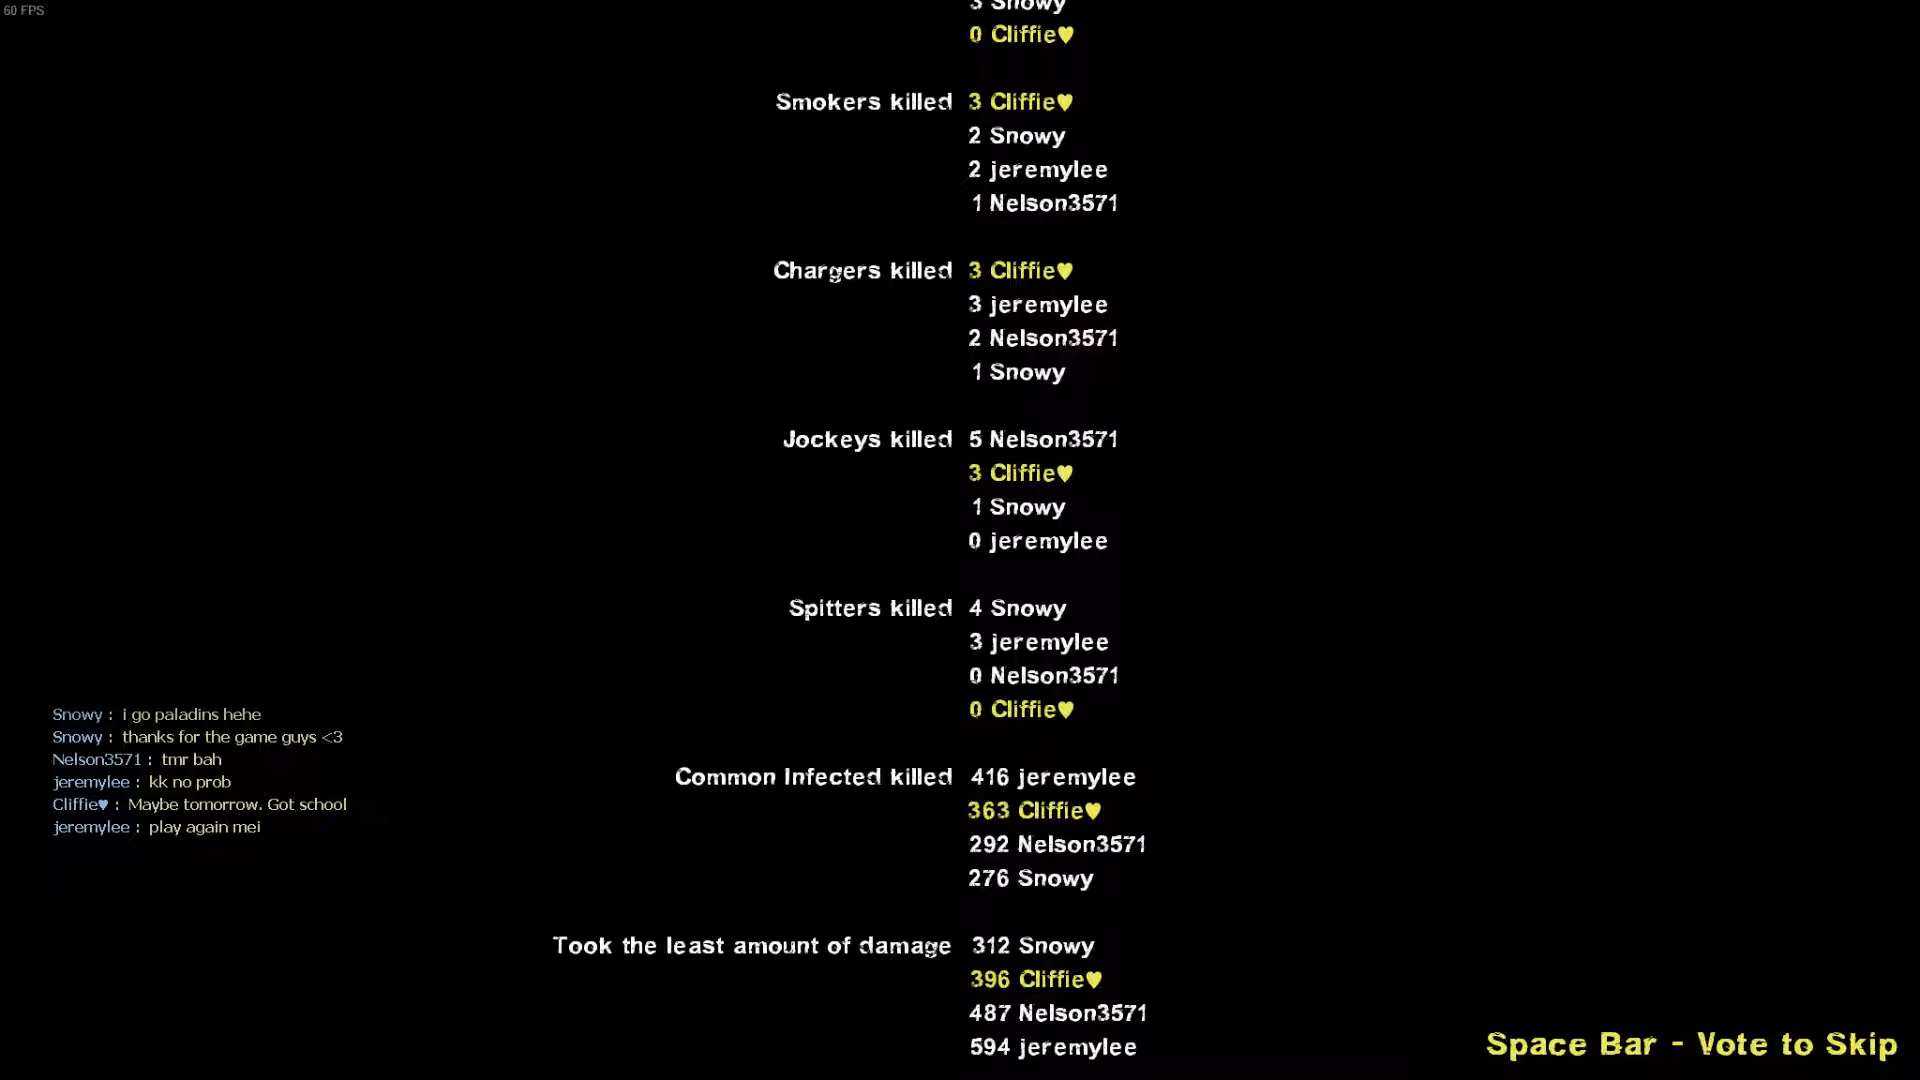 60 FPS
3 Snowy
0 Cliffie♥
Smokers killed 3 Cliffie♥
2 Snowy
2 jeremylee
1 Nelson3571
Chargers killed 3 Cliffie♥
3 jeremylee
2 Nelson3571
1 Snowy
Jockeys killed 5 Nelson3571
3 Cliffie♥
1 Snowy
0 jeremylee
Spitters killed 4 Snowy
3 jeremylee
0 Nelson3571
0 Cliffie♥
Common Infected killed 416 jeremylee
363 Cliffie♥
292 Nelson3571
276 Snowy
Took the least amount of damage 312 Snowy
396 Cliffie♥
487 Nelson3571
594 jeremylee
Snowy : i go paladins hehe
Snowy : thanks for the game guys <3
Nelson3571 : tmr bah
jeremylee : kk no prob
Cliffie♥ : Maybe tomorrow. Got school
jeremylee : play again mei
Space Bar - Vote to Skip